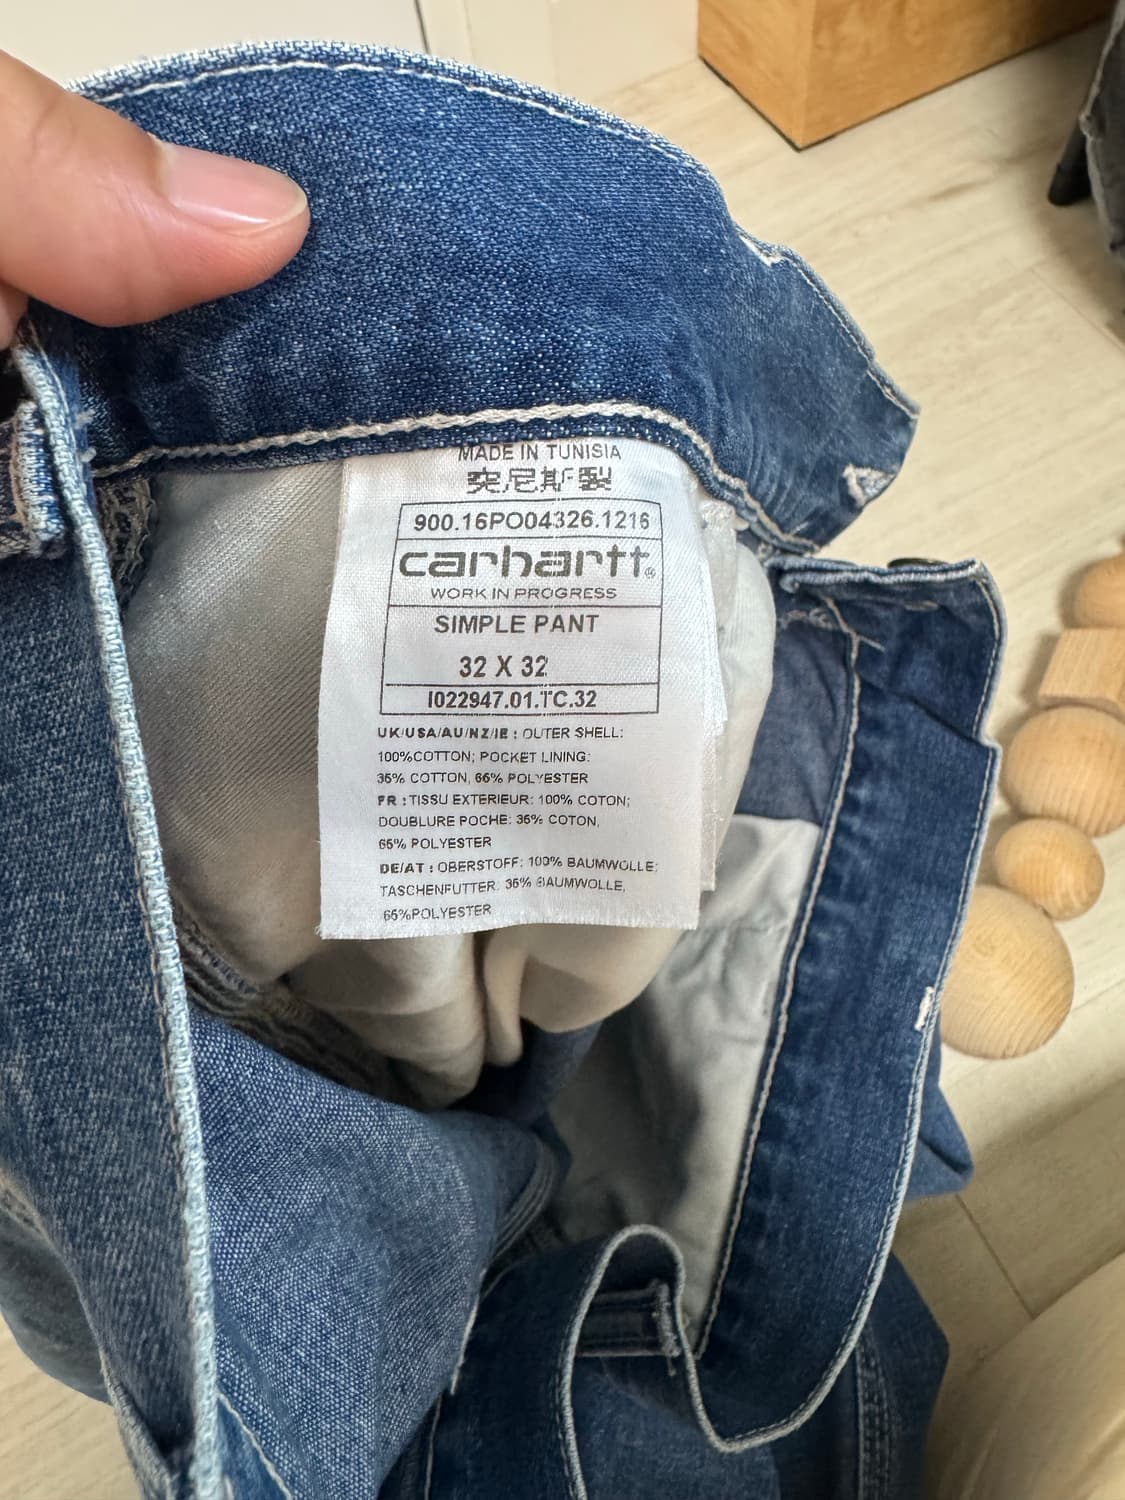 MADE IN TUNISIA
突尼斯製
900.16PO04326.1216
carhartt®
WORK IN PROGRESS
SIMPLE PANT
32 X 32
I022947.01.TC.32
UK/USA/AU/NZ/IE : OUTER SHELL:
100%COTTON; POCKET LINING:
35% COTTON, 65% POLYESTER
FR : TISSU EXTERIEUR: 100% COTON;
DOUBLURE POCHE: 35% COTON,
65% POLYESTER
DE/AT : OBERSTOFF: 100% BAUMWOLLE;
TASCHENFUTTER: 35% BAUMWOLLE,
65%POLYESTER